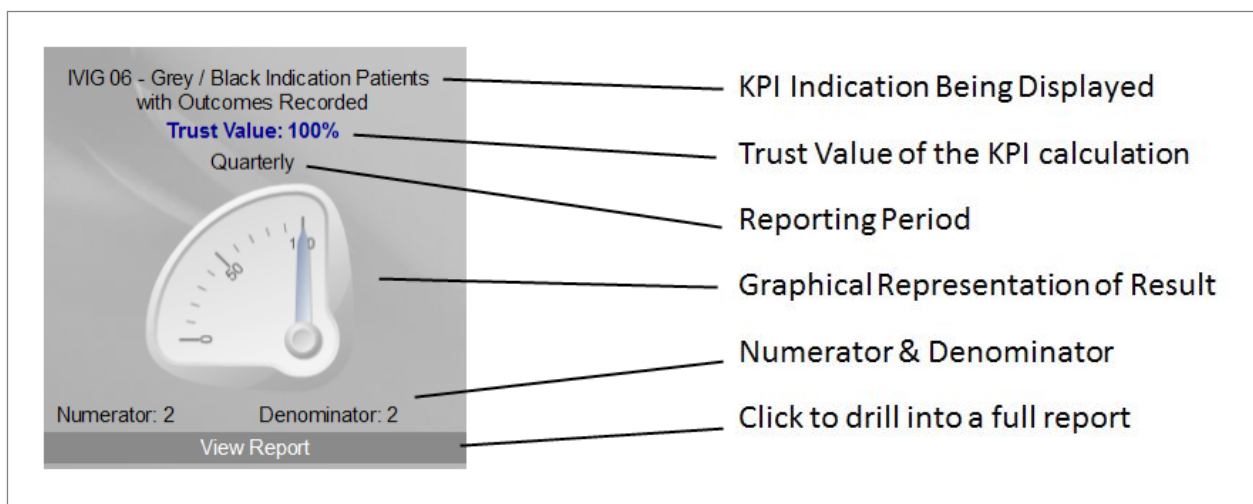 IVIG 06 - Grey / Black Indication Patients
with Outcomes Recorded
Trust Value: 100%
Quarterly
0
50
100
Numerator: 2
Denominator: 2
View Report
KPI Indication Being Displayed
Trust Value of the KPI calculation
Reporting Period
Graphical Representation of Result
Numerator & Denominator
Click to drill into a full report